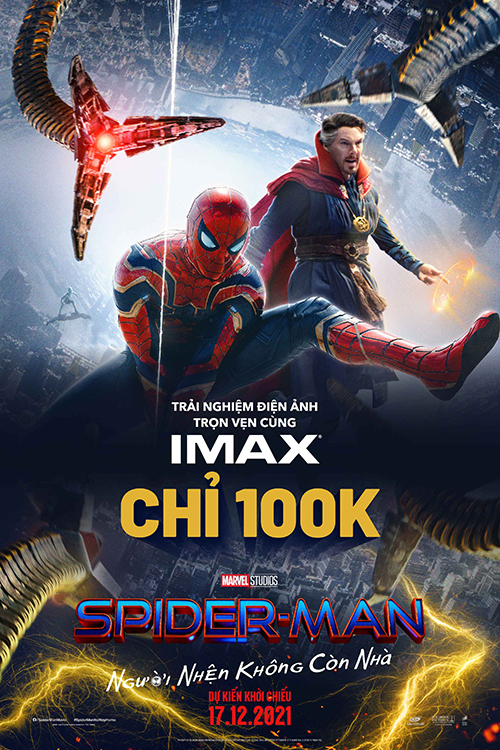 TRẢI NGHIỆM ĐIỆN ẢNH
TRỌN VẸN CÙNG
IMAX®
CHỈ 100K
MARVEL STUDIOS
SPIDER-MAN
NGƯỜI NHỆN KHÔNG CÒN NHÀ
DỰ KIẾN KHỞI CHIẾU
17.12.2021